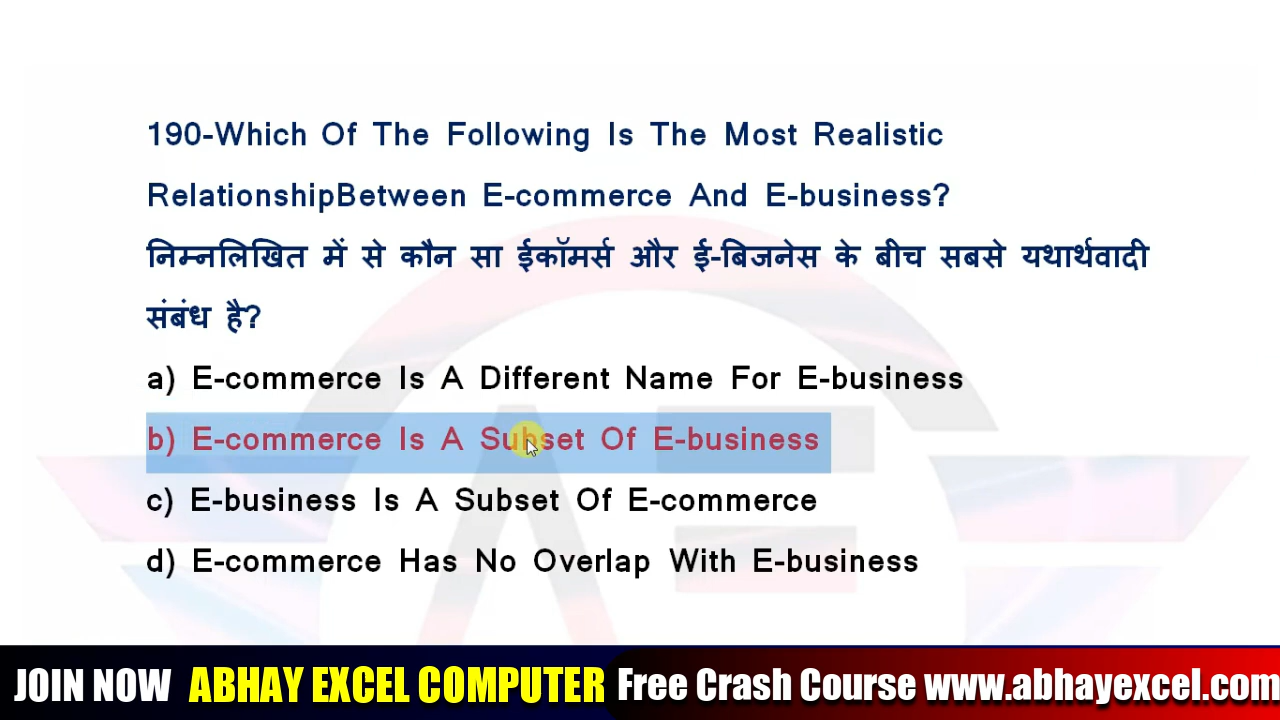 190-Which Of The Following Is The Most Realistic
RelationshipBetween E-commerce And E-business?
निम्नलिखित में से कौन सा ईकॉमर्स और ई-बिजनेस के बीच सबसे यथार्थवादी
संबंध है?
a) E-commerce Is A Different Name For E-business
b) E-commerce Is A Subset Of E-business
c) E-business Is A Subset Of E-commerce
d) E-commerce Has No Overlap With E-business
JOIN NOW ABHAY EXCEL COMPUTER Free Crash Course www.abhayexcel.com